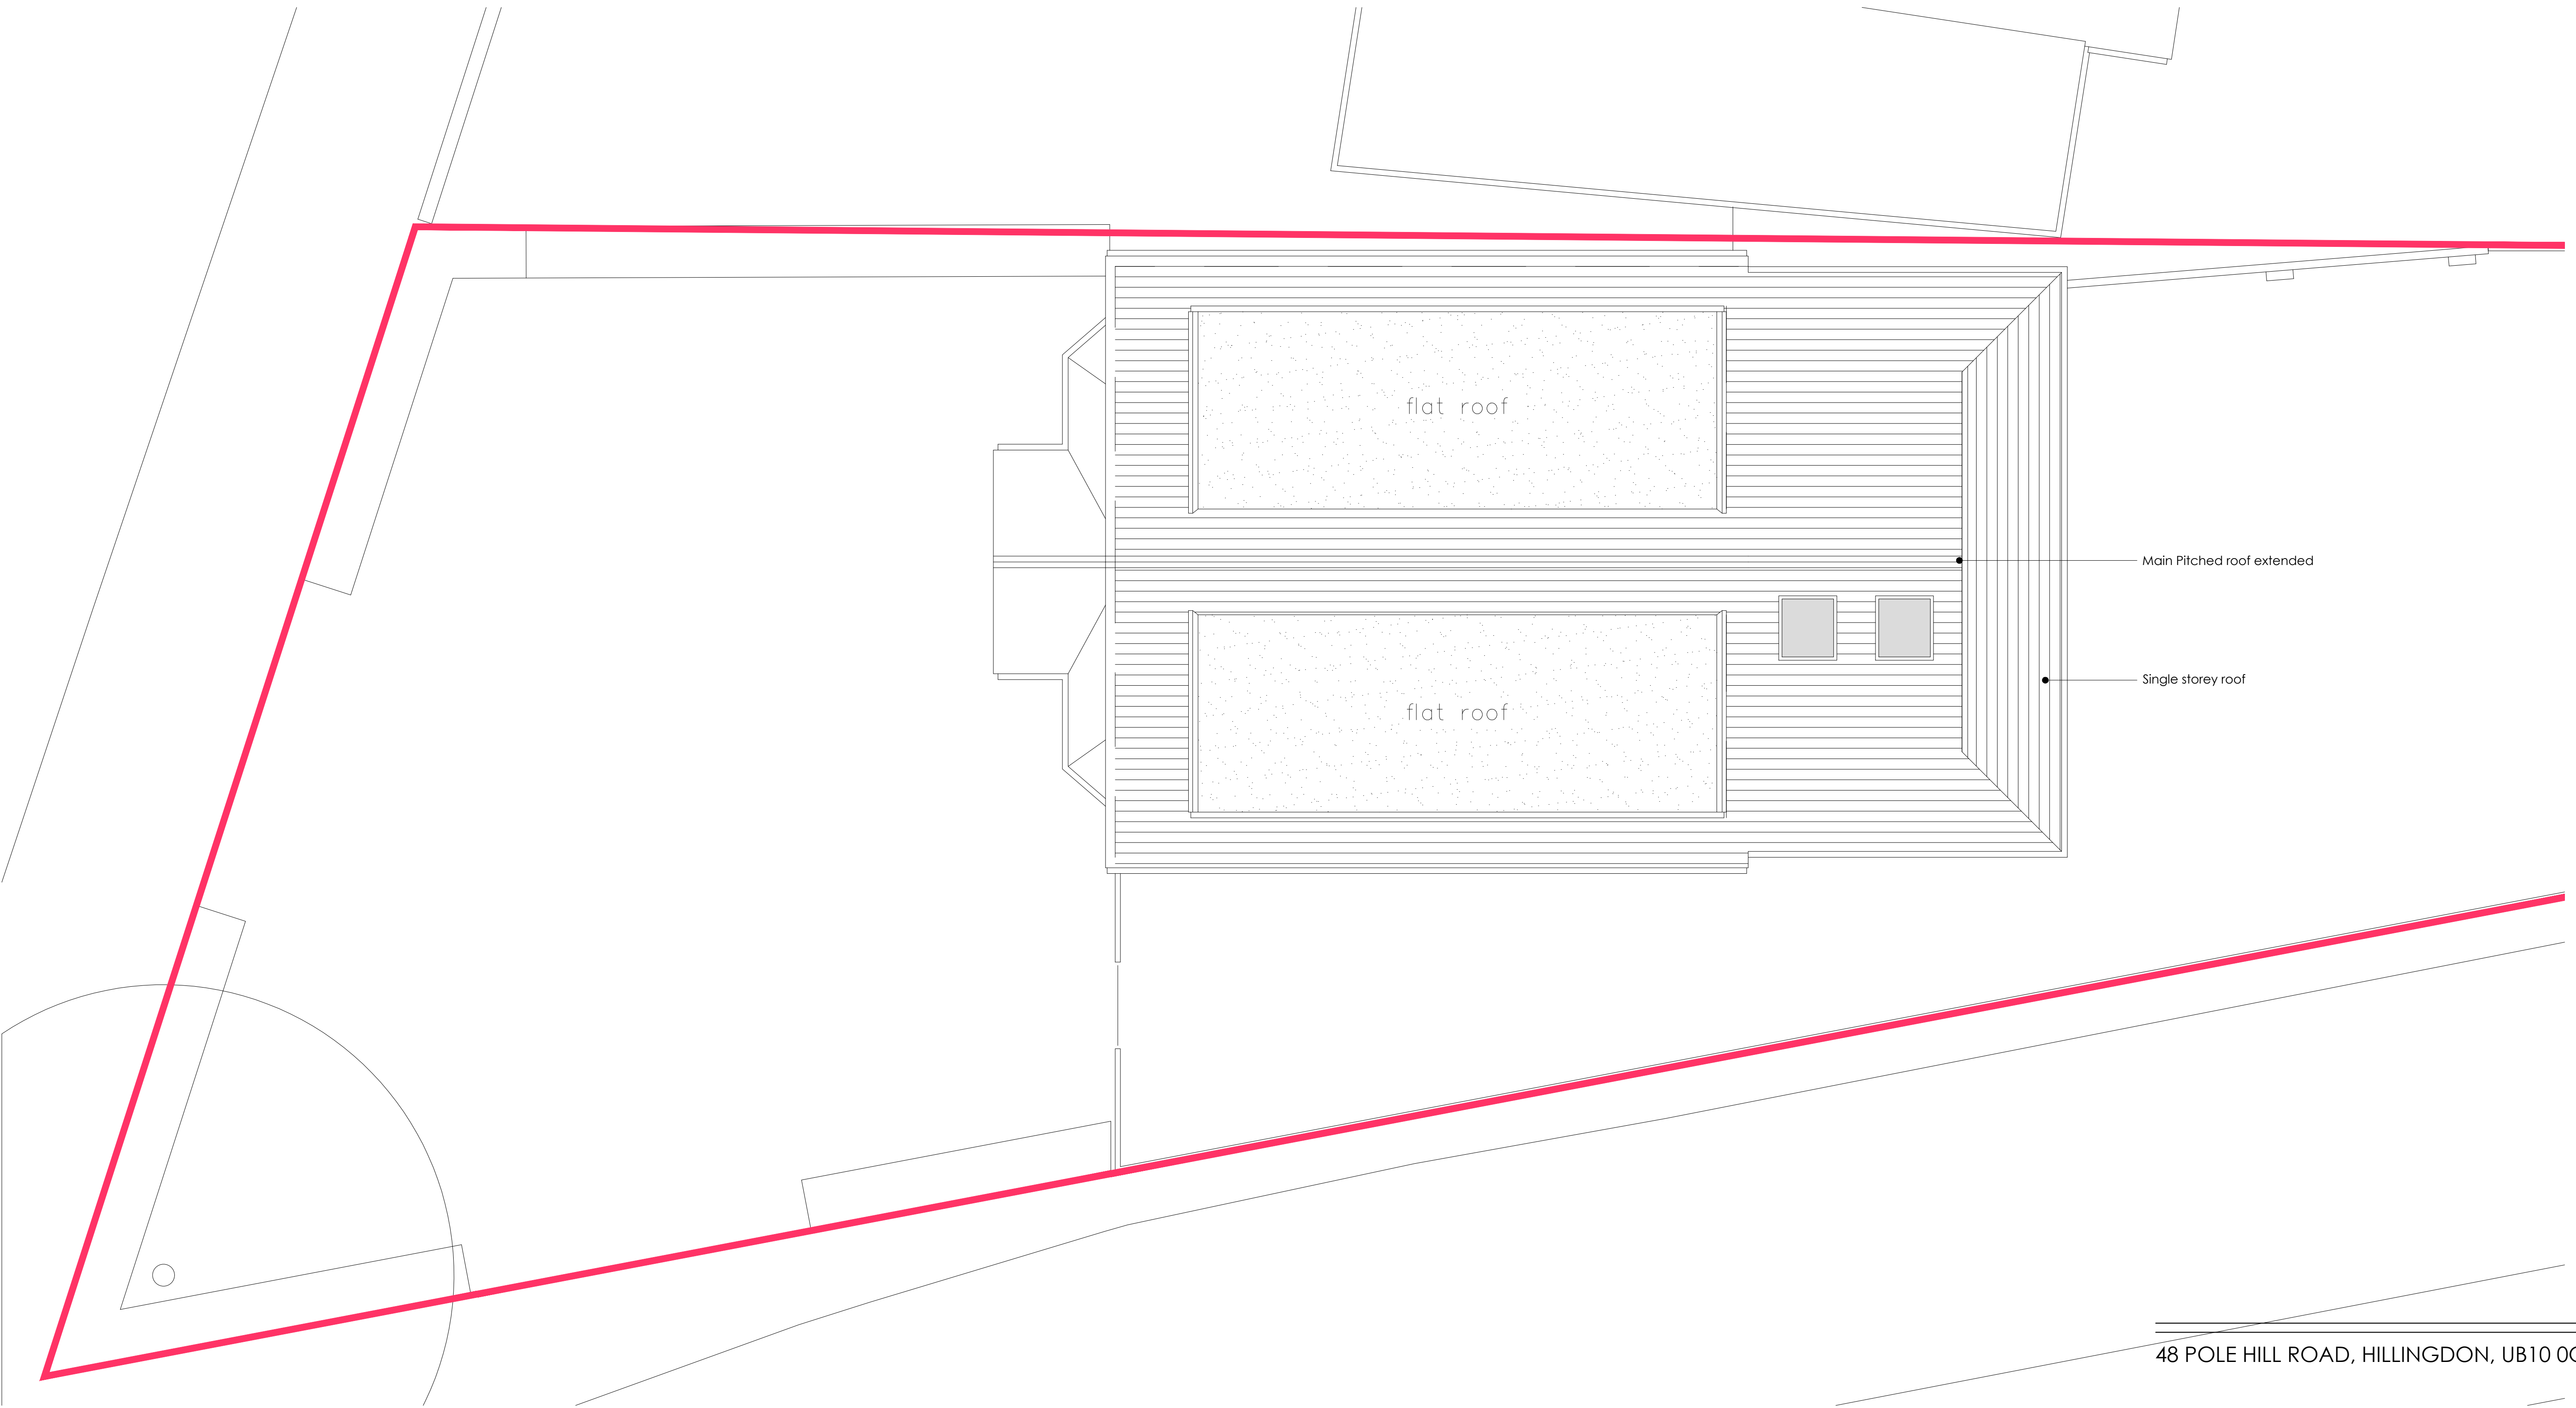 flat roof
Main Pitched roof extended
Single storey roof
flat roof
48 POLE HILL ROAD, HILLINGDON, UB10